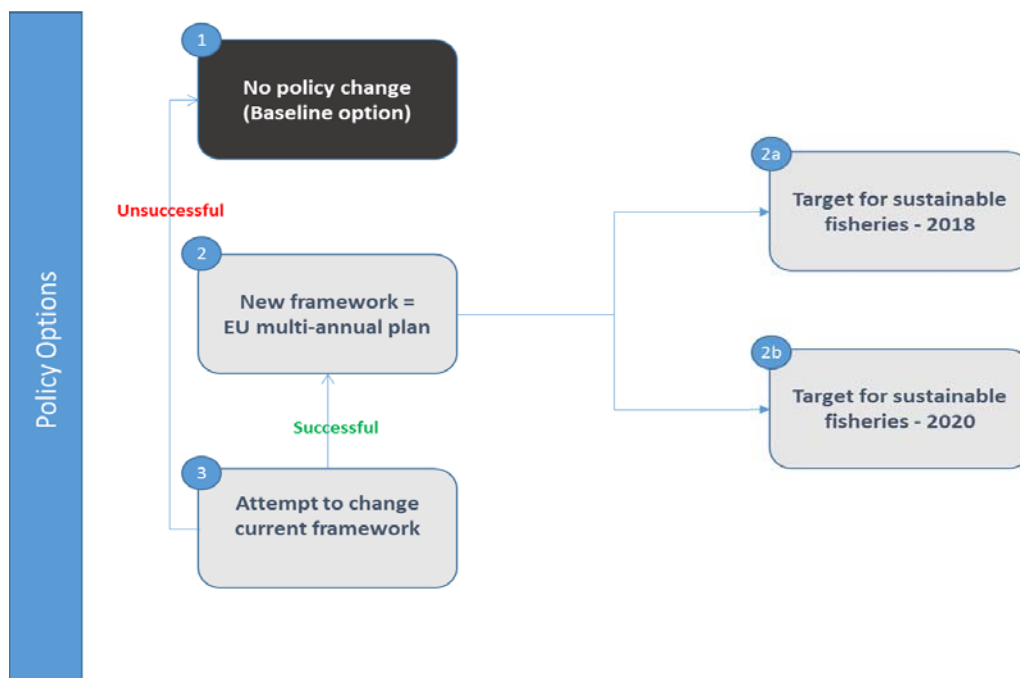 Policy Options
1
No policy change
(Baseline option)
Unsuccessful
2
New framework =
EU multi-annual plan
Successful
3
Attempt to change
current framework
2a
Target for sustainable
fisheries - 2018
2b
Target for sustainable
fisheries - 2020